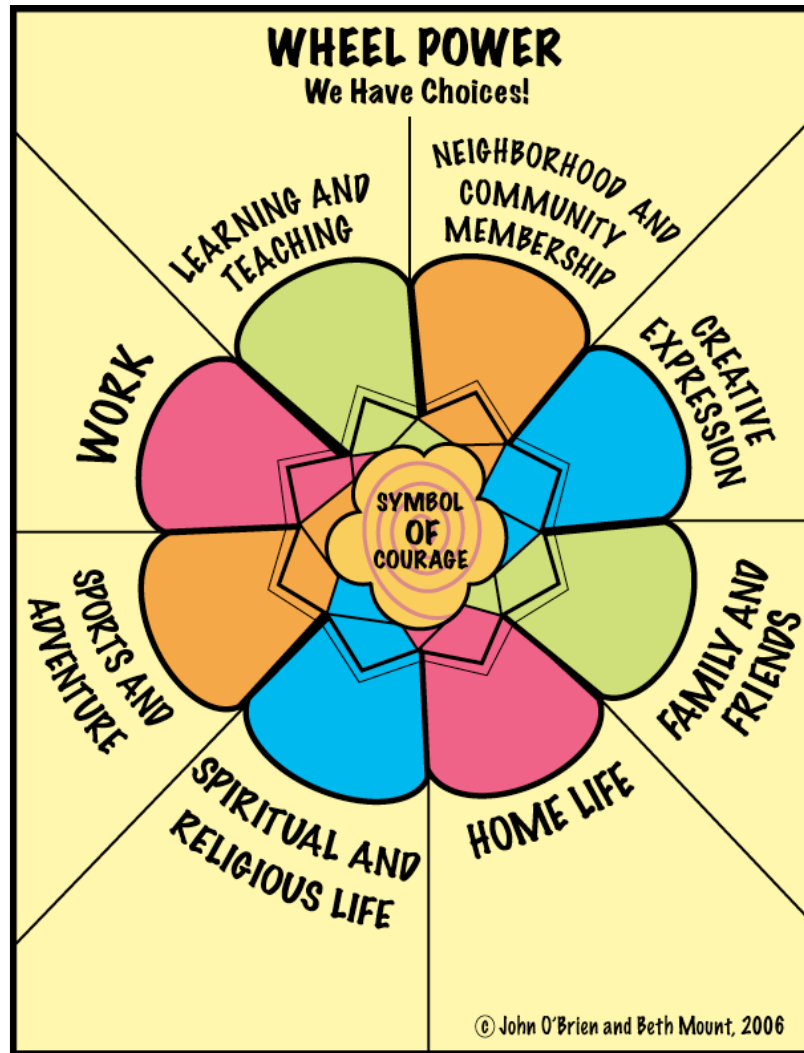 WHEEL POWER
We Have Choices!
LEARNING AND
TEACHING
NEIGHBORHOOD AND
COMMUNITY
MEMBERSHIP
CREATIVE
EXPRESSION
WORK
SYMBOL
OF
COURAGE
SPORTS AND
ADVENTURE
FAMILY AND
FRIENDS
SPIRITUAL AND
RELIGIOUS LIFE
HOME LIFE
© John O'Brien and Beth Mount, 2006